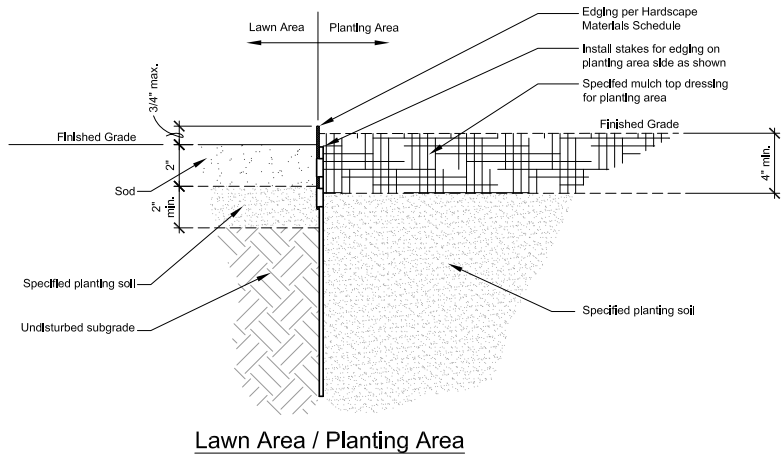 Edging per Hardscape
Materials Schedule
Lawn Area
Planting Area
Install stakes for edging on
planting area side as shown
Specifed mulch top dressing
for planting area
3/4" max.
Finished Grade
Finished Grade
2"
4" min.
Sod
2"
min.
Specified planting soil
Specified planting soil
Undisturbed subgrade
Lawn Area / Planting Area